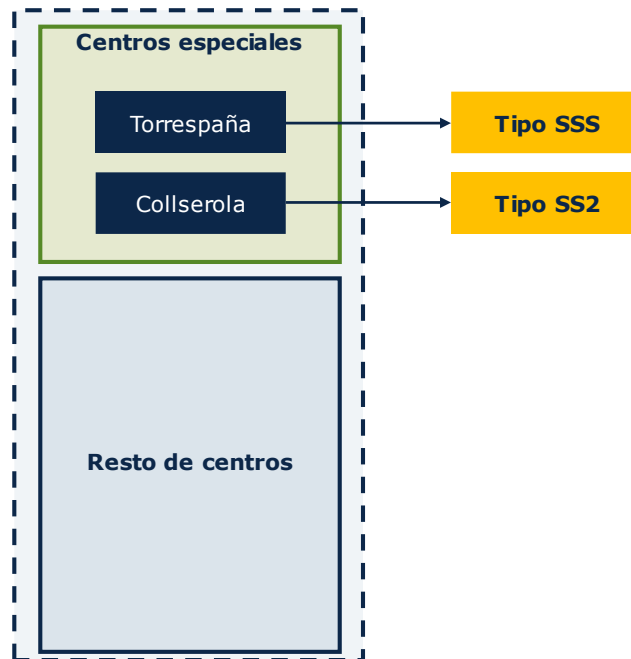 Centros especiales
Torrespaña
Tipo SSS
Collserola
Tipo SS2
Resto de centros